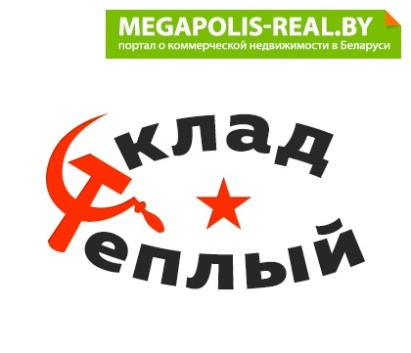 MEGAPOLIS-REAL.BY
портал о коммерческой недвижимости в Беларуси
Склад
Теплый